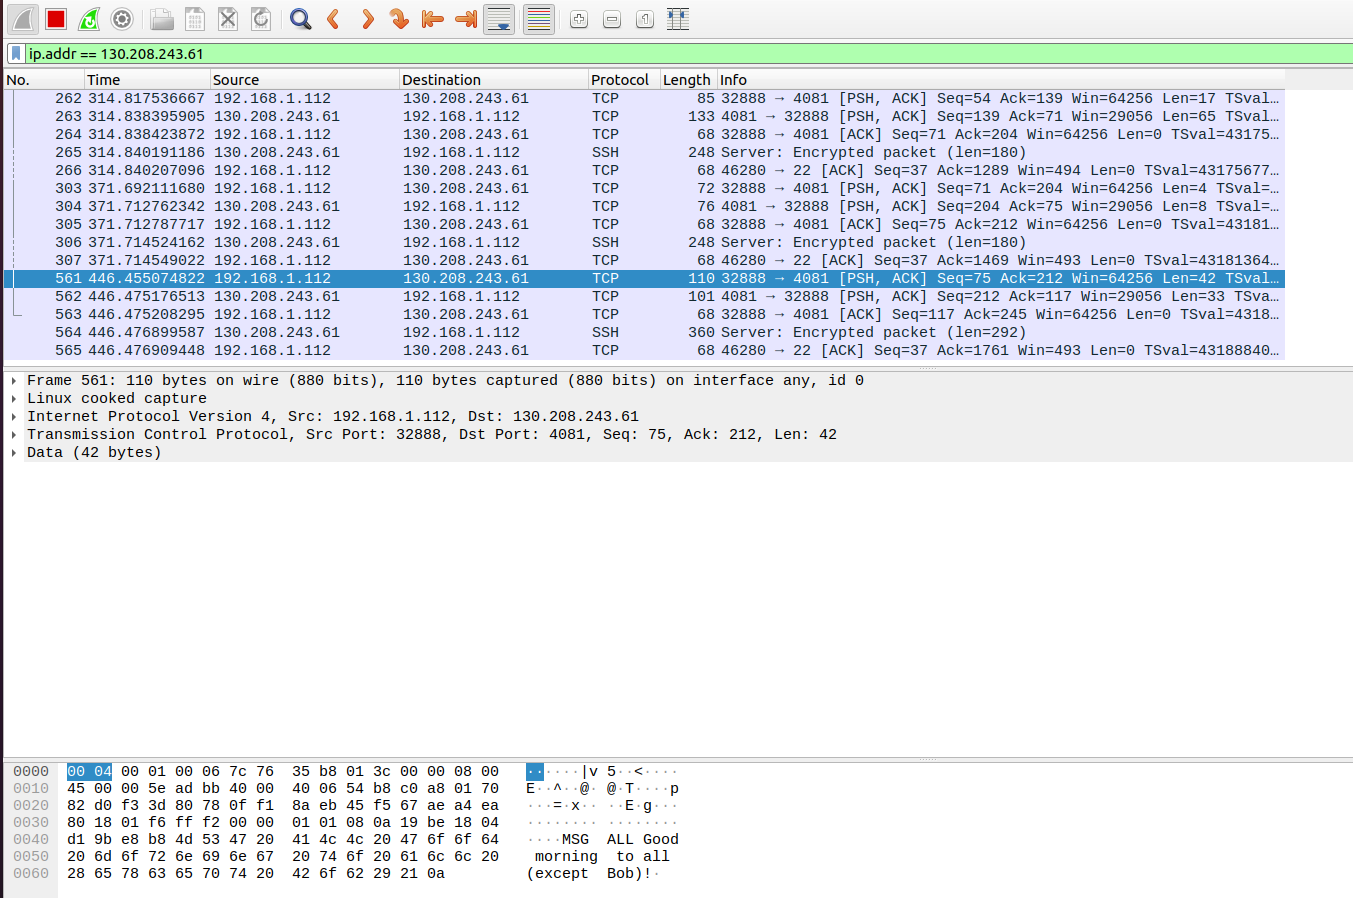 ip.addr == 130.208.243.61
No. Time Source Destination Protocol Length Info
262 314.817536667 192.168.1.112 130.208.243.61 TCP 85 32888 → 4081 [PSH, ACK] Seq=54 Ack=139 Win=64256 Len=17 TSval…
263 314.838395905 130.208.243.61 192.168.1.112 TCP 133 4081 → 32888 [PSH, ACK] Seq=139 Ack=71 Win=29056 Len=65 TSval…
264 314.838423872 192.168.1.112 130.208.243.61 TCP 68 32888 → 4081 [ACK] Seq=71 Ack=204 Win=64256 Len=0 TSval=43175…
265 314.840191186 130.208.243.61 192.168.1.112 SSH 248 Server: Encrypted packet (len=180)
266 314.840207096 192.168.1.112 130.208.243.61 TCP 68 46280 → 22 [ACK] Seq=37 Ack=1289 Win=494 Len=0 TSval=43175677…
303 371.692111680 192.168.1.112 130.208.243.61 TCP 72 32888 → 4081 [PSH, ACK] Seq=71 Ack=204 Win=64256 Len=4 TSval=…
304 371.712762342 130.208.243.61 192.168.1.112 TCP 76 4081 → 32888 [PSH, ACK] Seq=204 Ack=75 Win=29056 Len=8 TSval=…
305 371.712787717 192.168.1.112 130.208.243.61 TCP 68 32888 → 4081 [ACK] Seq=75 Ack=212 Win=64256 Len=0 TSval=43181…
306 371.714524162 130.208.243.61 192.168.1.112 SSH 248 Server: Encrypted packet (len=180)
307 371.714549022 192.168.1.112 130.208.243.61 TCP 68 46280 → 22 [ACK] Seq=37 Ack=1469 Win=493 Len=0 TSval=43181364…
561 446.455074822 192.168.1.112 130.208.243.61 TCP 110 32888 → 4081 [PSH, ACK] Seq=75 Ack=212 Win=64256 Len=42 TSval…
562 446.475176513 130.208.243.61 192.168.1.112 TCP 101 4081 → 32888 [PSH, ACK] Seq=212 Ack=117 Win=29056 Len=33 TSva…
563 446.475208295 192.168.1.112 130.208.243.61 TCP 68 32888 → 4081 [ACK] Seq=117 Ack=245 Win=64256 Len=0 TSval=4318…
564 446.476899587 130.208.243.61 192.168.1.112 SSH 360 Server: Encrypted packet (len=292)
565 446.476909448 192.168.1.112 130.208.243.61 TCP 68 46280 → 22 [ACK] Seq=37 Ack=1761 Win=493 Len=0 TSval=43188840…
Frame 561: 110 bytes on wire (880 bits), 110 bytes captured (880 bits) on interface any, id 0
Linux cooked capture
Internet Protocol Version 4, Src: 192.168.1.112, Dst: 130.208.243.61
Transmission Control Protocol, Src Port: 32888, Dst Port: 4081, Seq: 75, Ack: 212, Len: 42
Data (42 bytes)
0000 00 04 00 01 00 06 7c 76 35 b8 01 3c 00 00 08 00 ······|v 5··<····
0010 45 00 00 5e ad bb 40 00 40 06 54 b8 c0 a8 01 70 E··^··@· @·T····p
0020 82 d0 f3 3d 80 78 0f f1 8a eb 45 f5 67 ae a4 ea ···=·x·· ··E·g···
0030 80 18 01 f6 ff f2 00 00 01 01 08 0a 19 be 18 04 ········ ········
0040 d1 9b e8 b8 4d 53 47 20 41 4c 4c 20 47 6f 6f 64 ····MSG ALL Good
0050 20 6d 6f 72 6e 69 6e 67 20 74 6f 20 61 6c 6c 20 morning to all
0060 28 65 78 63 65 70 74 20 42 6f 62 29 21 0a (except Bob)!·